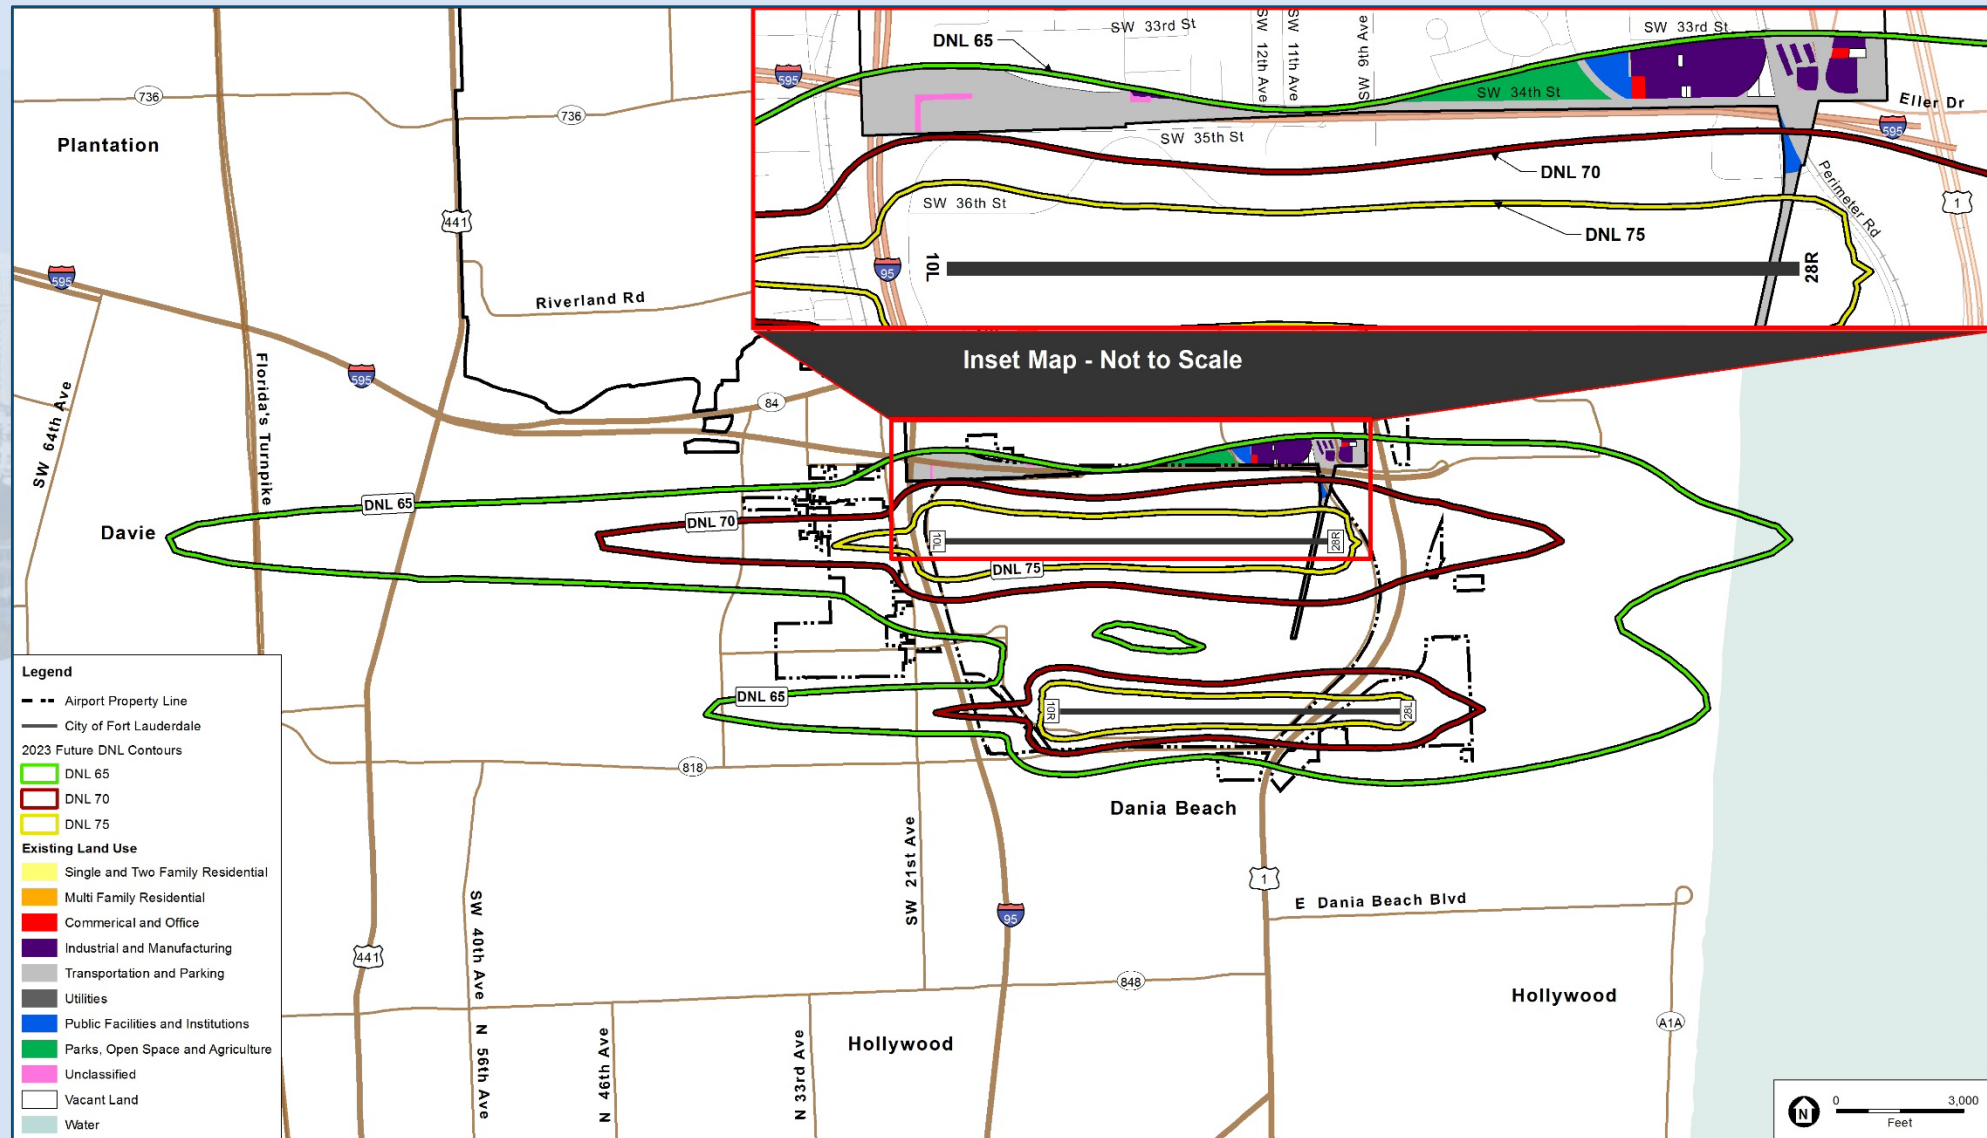 736
736
Plantation
441
595
Riverland Rd
SW 64th Ave
Florida's Turnpike
595
84
Davie
SW 33rd St
SW 12th Ave
SW 11th Ave
SW 9th Ave
SW 33rd St
DNL 65
595
SW 34th St
Eller Dr
SW 35th St
595
DNL 70
Perimeter Rd
SW 36th St
1
DNL 75
95
10L
28R
Inset Map - Not to Scale
DNL 65
DNL 70
10L
28R
DNL 75
DNL 65
10R
28L
818
Dania Beach
SW 21st Ave
1
E Dania Beach Blvd
SW 40th Ave
95
441
848
Hollywood
A1A
N 56th Ave
N 46th Ave
N 33rd Ave
Hollywood
Legend
Airport Property Line
City of Fort Lauderdale
2023 Future DNL Contours
DNL 65
DNL 70
DNL 75
Existing Land Use
Single and Two Family Residential
Multi Family Residential
Commerical and Office
Industrial and Manufacturing
Transportation and Parking
Utilities
Public Facilities and Institutions
Parks, Open Space and Agriculture
Unclassified
Vacant Land
Water
N
0 3,000
Feet